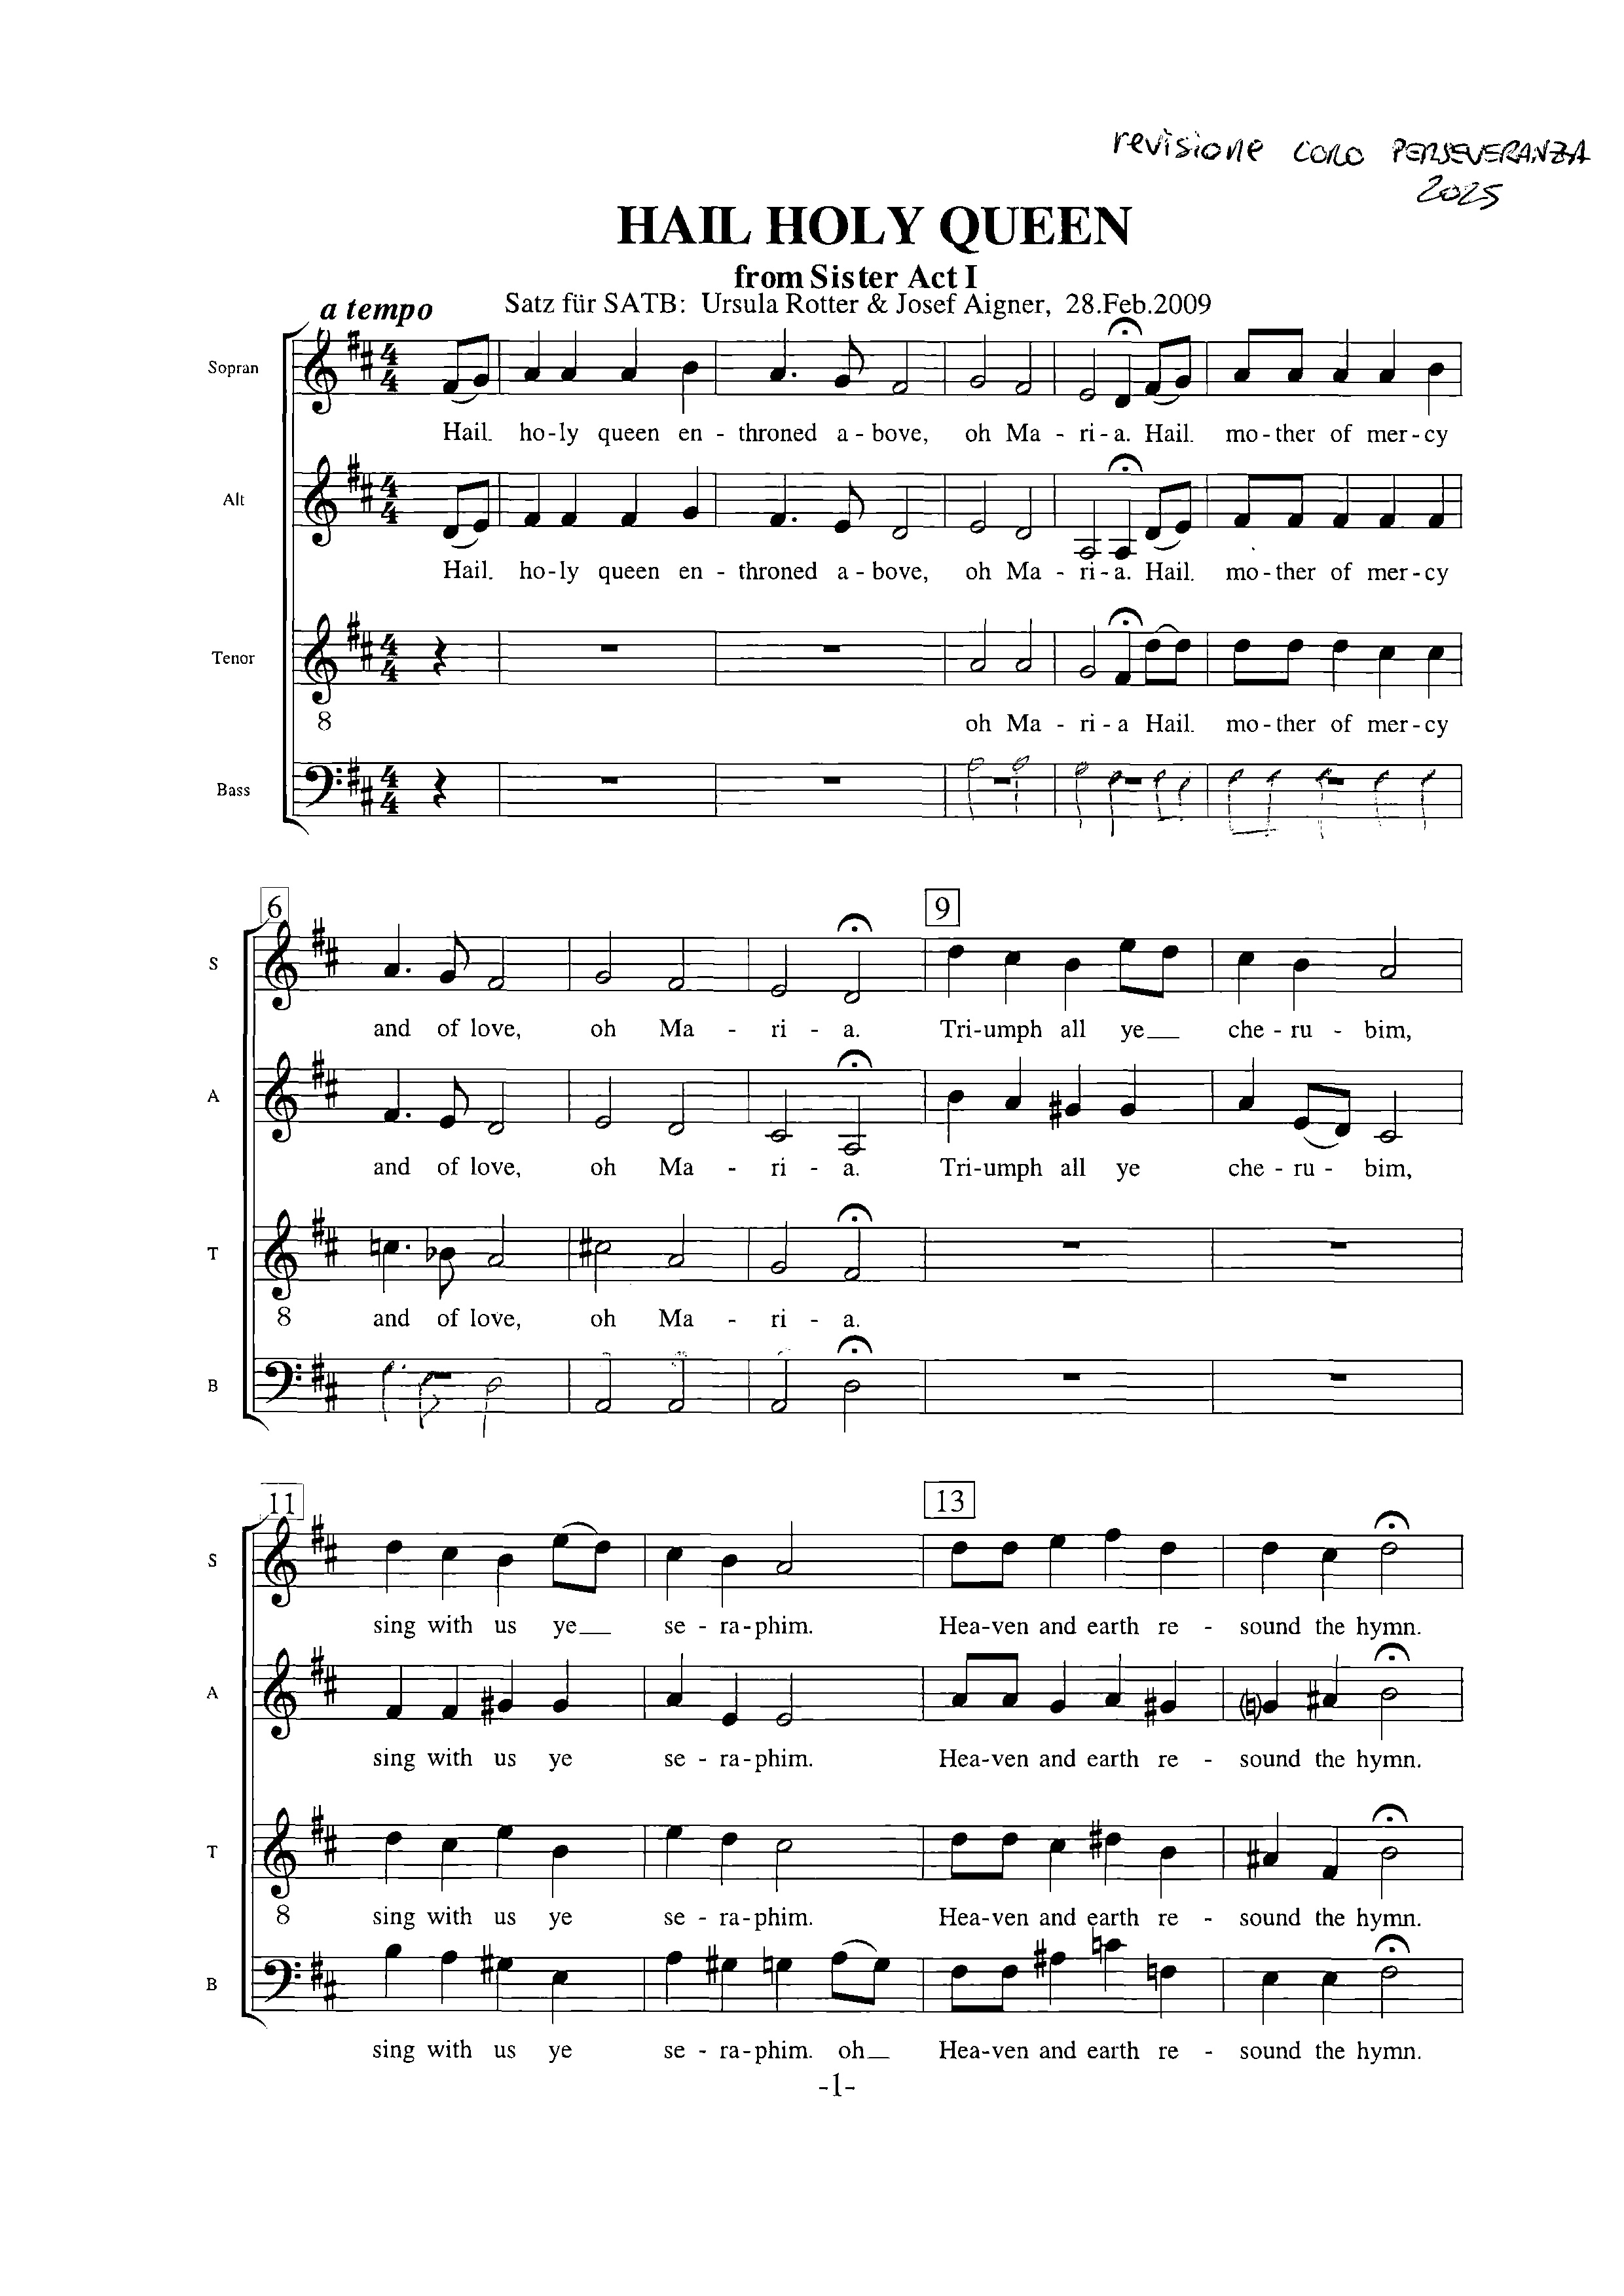 revisione CORO PERSEVERANZA
2025
HAIL HOLY QUEEN
from Sister Act I
a tempo
Satz für SATB: Ursula Rotter & Josef Aigner, 28.Feb.2009
Sopran
Hail. ho-ly queen en - throned a - bove, oh Ma - ri - a. Hail. mo - ther of mer - cy
Alt
Hail. ho-ly queen en - throned a - bove, oh Ma - ri - a. Hail. mo - ther of mer - cy
Tenor
8 oh Ma - ri - a Hail. mo - ther of mer - cy
Bass
6 9
S
and of love, oh Ma - ri - a. Tri-umph all ye che - ru - bim,
A
and of love, oh Ma - ri - a. Tri-umph all ye che - ru - bim,
T
8 and of love, oh Ma - ri - a.
B
11 13
S
sing with us ye se - ra-phim. Hea-ven and earth re - sound the hymn.
A
sing with us ye se - ra-phim. Hea-ven and earth re - sound the hymn.
T
8 sing with us ye se - ra-phim. Hea-ven and earth re - sound the hymn.
B
sing with us ye se - ra-phim. oh Hea-ven and earth re - sound the hymn.
-1-